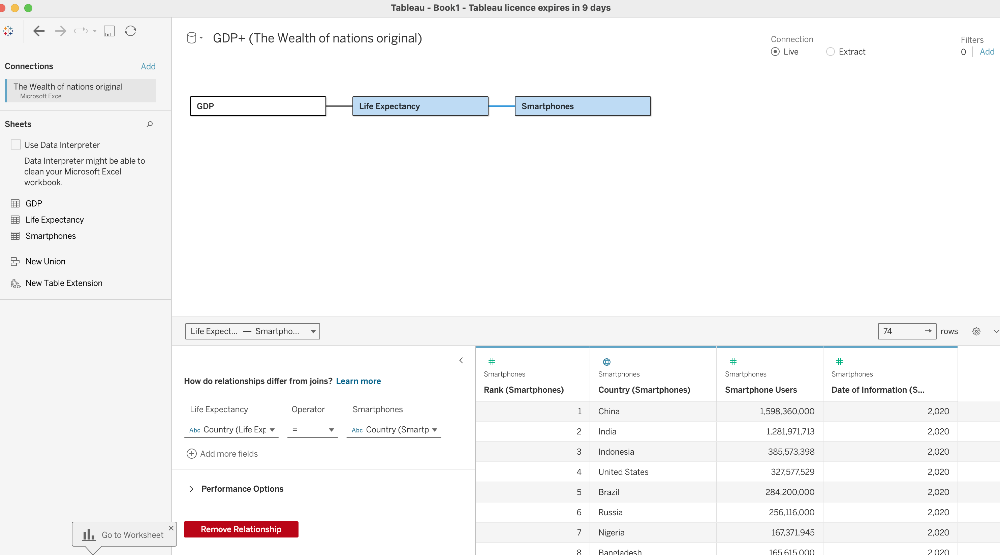 Tableau - Book1 - Tableau licence expires in 9 days
GDP+ (The Wealth of nations original)
Connection
Live
Extract
Filters
0
Add
Connections
Add
The Wealth of nations original
Microsoft Excel
Sheets
Use Data Interpreter
Data Interpreter might be able to
clean your Microsoft Excel
workbook.
GDP
Life Expectancy
Smartphones
New Union
New Table Extension
GDP
Life Expectancy
Smartphones
Life Expect... — Smartpho...
74
rows
How do relationships differ from joins? Learn more
Life Expectancy Operator Smartphones
Abc Country (Life Exp = Abc Country (Smartp
Add more fields
Performance Options
Remove Relationship
Go to Worksheet
# # #
Smartphones Smartphones Smartphones Smartphones
Rank (Smartphones) Country (Smartphones) Smartphone Users Date of Information (S...
1 China 1,598,360,000 2,020
2 India 1,281,971,713 2,020
3 Indonesia 385,573,398 2,020
4 United States 327,577,529 2,020
5 Brazil 284,200,000 2,020
6 Russia 256,116,000 2,020
7 Nigeria 167,371,945 2,020
8 Bangladesh 165,615,000 2,020